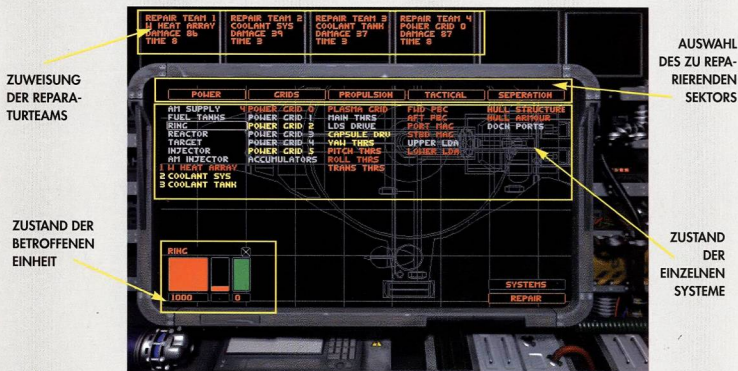 REPAIR TEAM 1
W HEAT ARRAY
DAMAGE 86
TIME 8
REPAIR TEAM 2
COOLANT SYS
DAMAGE 39
TIME 3
REPAIR TEAM 3
COOLANT TANK
DAMAGE 37
TIME 3
REPAIR TEAM 4
POWER GRID 0
DAMAGE 87
TIME 8
ZUWEISUNG
DER REPARA-
TURTEAMS
AUSWAHL
DES ZU REPA-
RIERENDEN
SEKTORS
POWER
GRIDS
PROPULSION
TACTICAL
SEPERATION
AM SUPPLY
FUEL TANKS
RING
REACTOR
TARGET
INJECTOR
AM INJECTOR
1 W HEAT ARRAY
2 COOLANT SYS
3 COOLANT TANK
4 POWER GRID 0
POWER GRID 1
POWER GRID 2
POWER GRID 3
POWER GRID 4
POWER GRID 5
ACCUMULATORS
PLASMA GRID
MAIN THRS
LDS DRIVE
CAPSULE DRV
YAW THRS
PITCH THRS
ROLL THRS
TRANS THRS
FWD PBC
AFT PBC
PORT MAG
STBD MAG
UPPER LDA
LOWER LDA
HULL STRUCTURE
HULL ARMOUR
DOCK PORTS
ZUSTAND DER
BETROFFENEN
EINHEIT
RING
1000
0
SYSTEMS
REPAIR
ZUSTAND
DER
EINZELNEN
SYSTEME